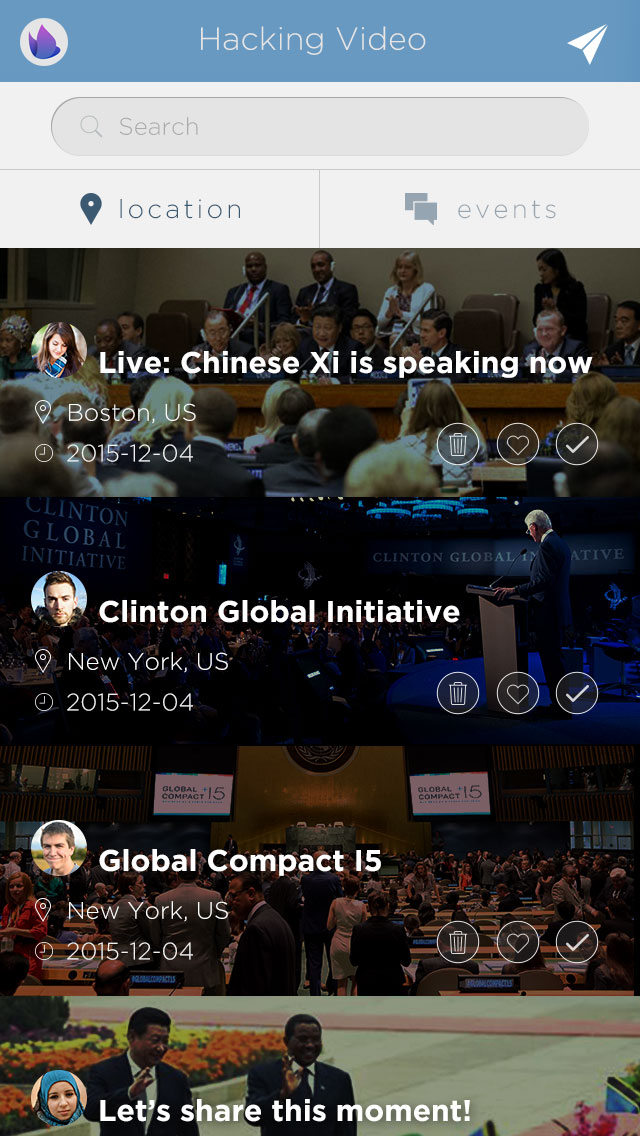 Hacking Video
Search
location
events
Live: Chinese Xi is speaking now
Boston, US
2015-12-04
CLINTON
GLOBAL
INITIATIVE
CLINTON GLOBAL INITIATIVE
Clinton Global Initiative
New York, US
2015-12-04
GLOBAL
COMPACT +15
GLOBAL
COMPACT +15
Global Compact 15
New York, US
2015-12-04
#GLOBALCOMPACT15
#GLOBALCOMPACT15
Let's share this moment!